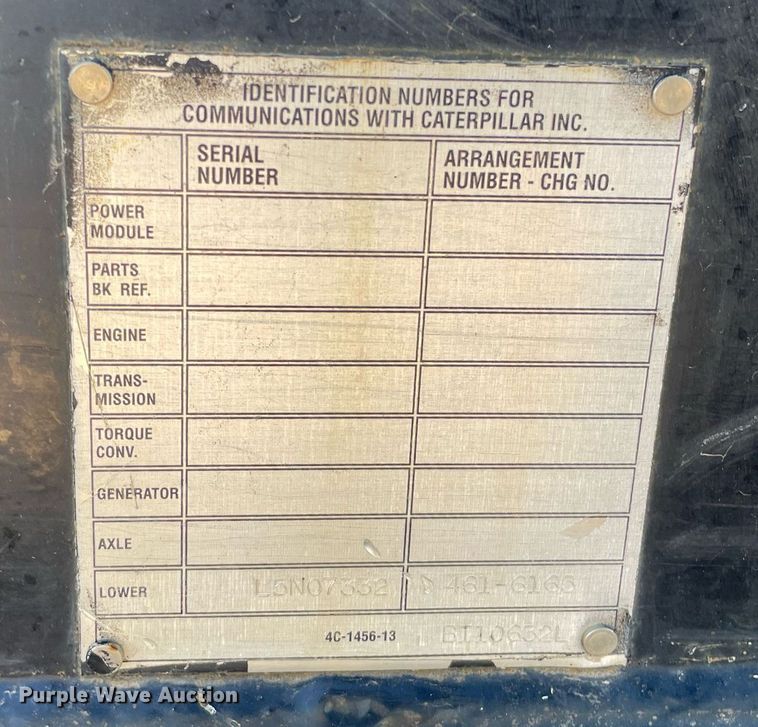 IDENTIFICATION NUMBERS FOR
COMMUNICATIONS WITH CATERPILLAR INC.
SERIAL
NUMBER
ARRANGEMENT
NUMBER - CHG NO.
POWER
MODULE
PARTS
BK REF.
ENGINE
TRANS-
MISSION
TORQUE
CONV.
GENERATOR
AXLE
LOWER L5N07332 461-6165
4C-1456-13 BI10632L
Purple Wave Auction